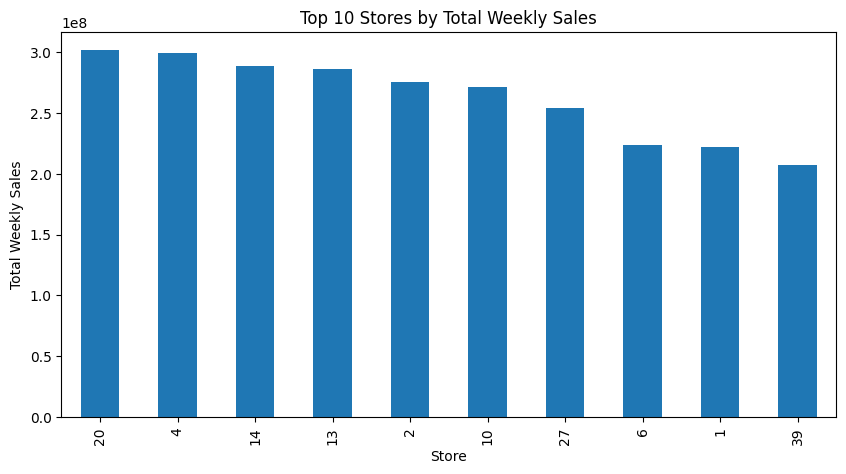 Top 10 Stores by Total Weekly Sales
1e8
3.0
2.5
2.0
1.5
1.0
0.5
0.0
Total Weekly Sales
20 4 14 13 2 10 27 6 1 39
Store